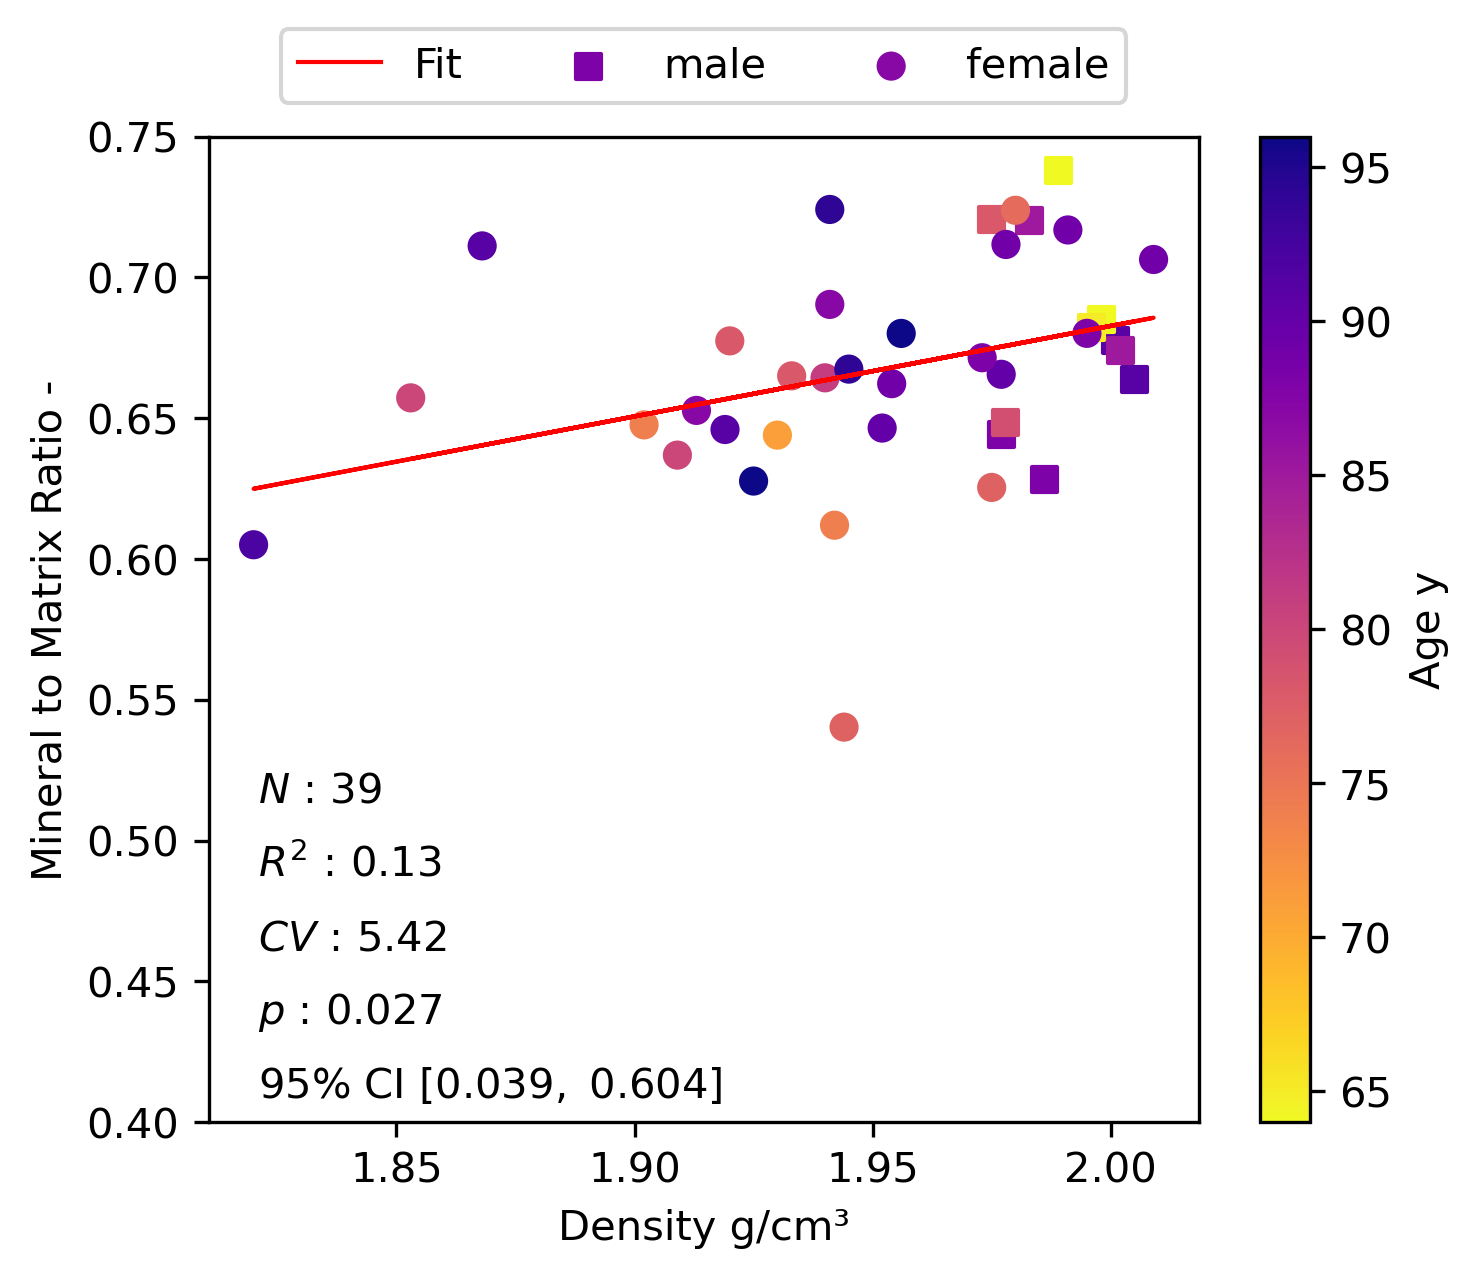 Fit male female
0.75
0.70
0.65
0.60
0.55
0.50
0.45
0.40
Mineral to Matrix Ratio -
N : 39
R² : 0.13
CV : 5.42
p : 0.027
95% CI [0.039, 0.604]
1.85 1.90 1.95 2.00
Density g/cm³
95
90
85
80
75
70
65
Age y